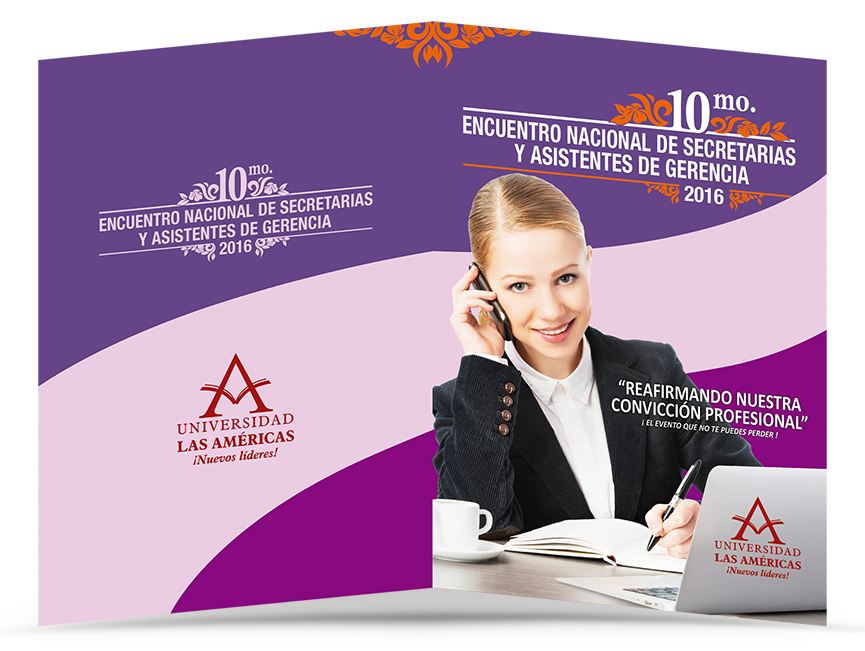 10mo.
ENCUENTRO NACIONAL DE SECRETARIAS
Y ASISTENTES DE GERENCIA
2016
UNIVERSIDAD
LAS AMÉRICAS
¡Nuevos líderes!
10mo.
ENCUENTRO NACIONAL DE SECRETARIAS
Y ASISTENTES DE GERENCIA
2016
“REAFIRMANDO NUESTRA
CONVICCIÓN PROFESIONAL”
¡ EL EVENTO QUE NO TE PUEDES PERDER !
UNIVERSIDAD
LAS AMÉRICAS
¡Nuevos líderes!